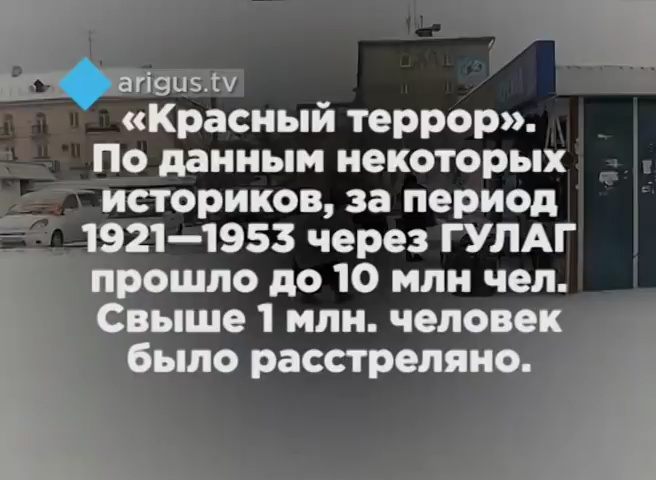 arigus.tv
«Красный террор».
По данным некоторых
историков, за период
1921—1953 через ГУЛАГ
прошло до 10 млн чел.
Свыше 1 млн. человек
было расстреляно.